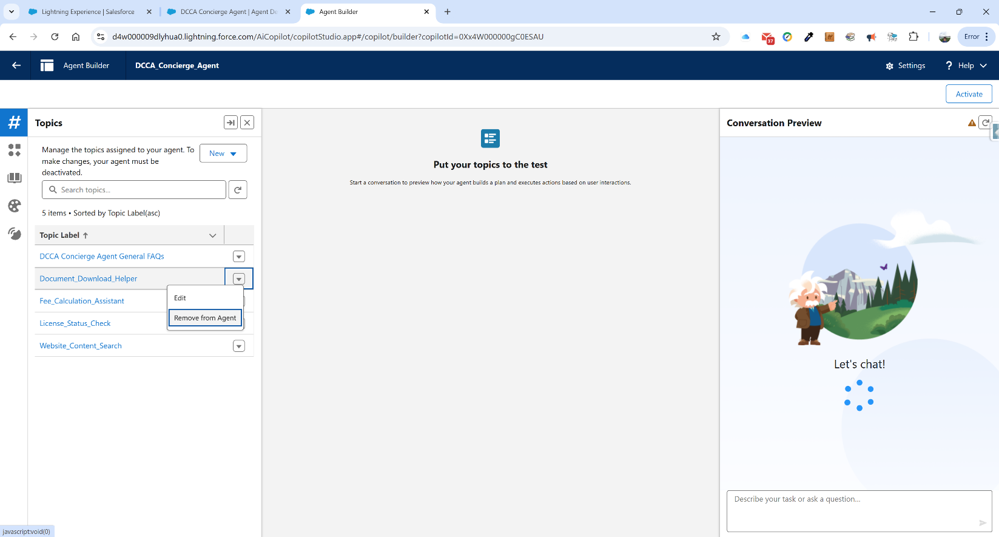 Lightning Experience | Salesforce
DCCA Concierge Agent | Agent De
Agent Builder
d4w000009dlyhua0.lightning.force.com/AiCopilot/copilotStudio.app#/copilot/builder?copilotId=0Xx4W000000gC0ESAU
37
Error
Agent Builder
DCCA_Concierge_Agent
Settings
? Help
Activate
#
Topics
Manage the topics assigned to your agent. To
make changes, your agent must be
deactivated.
New
Search topics...
5 items • Sorted by Topic Label(asc)
Topic Label ↑
DCCA Concierge Agent General FAQs
Document_Download_Helper
Edit
Fee_Calculation_Assistant
Remove from Agent
License_Status_Check
Website_Content_Search
Put your topics to the test
Start a conversation to preview how your agent builds a plan and executes actions based on user interactions.
Conversation Preview
Let's chat!
Describe your task or ask a question...
javascript:void(0)